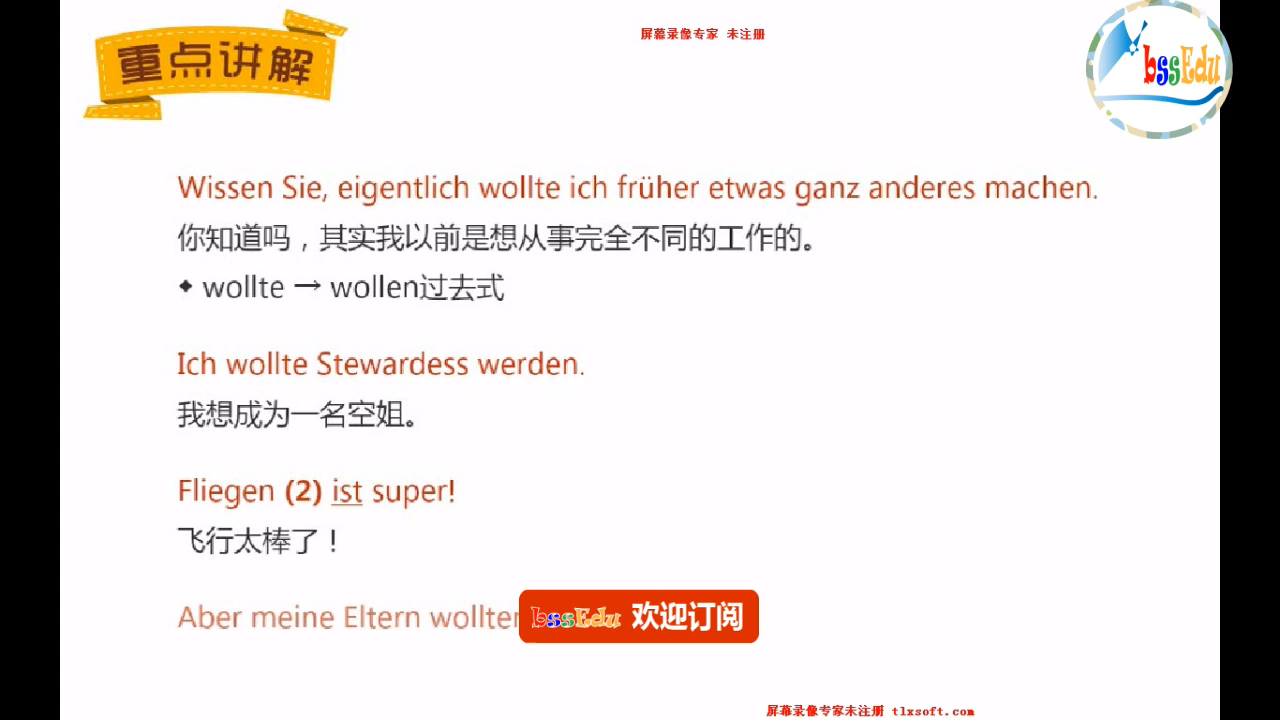 屏幕录像专家 未注册
重点讲解
bssEdu
Wissen Sie, eigentlich wollte ich früher etwas ganz anderes machen.
你知道吗，其实我以前是想从事完全不同的工作的。
◆ wollte → wollen过去式
Ich wollte Stewardess werden.
我想成为一名空姐。
Fliegen (2) ist super!
飞行太棒了！
Aber meine Eltern
bssEdu 欢迎订阅
屏幕录像专家未注册 tlxsoft.com